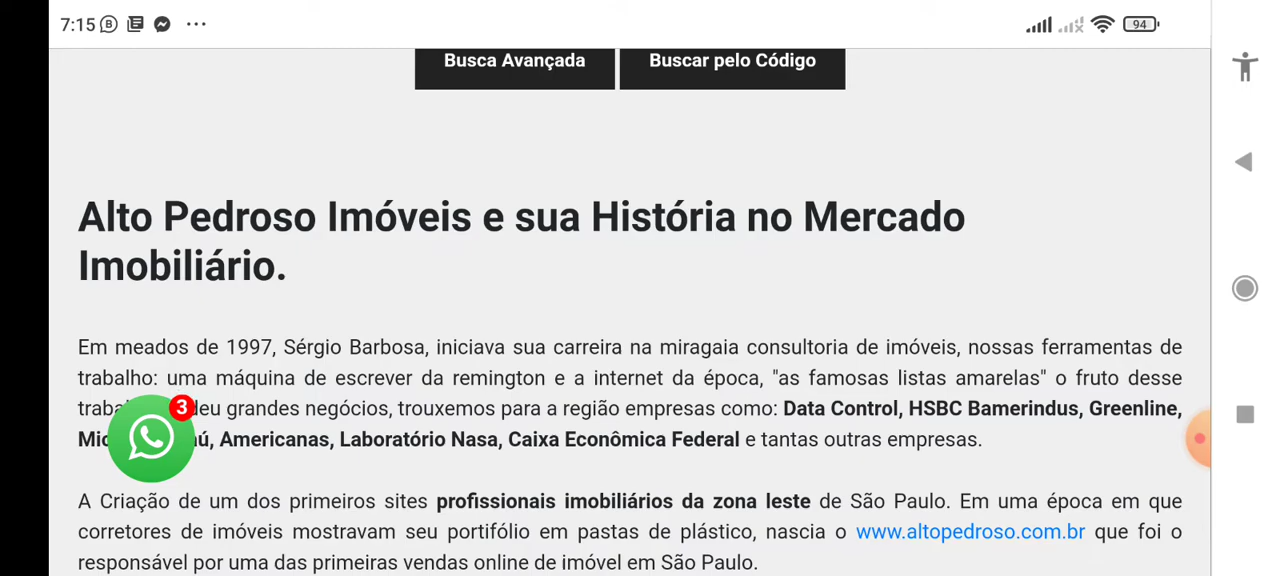 7:15
94
Busca Avançada
Buscar pelo Código
Alto Pedroso Imóveis e sua História no Mercado
Imobiliário.
Em meados de 1997, Sérgio Barbosa, iniciava sua carreira na miragaia consultoria de imóveis, nossas ferramentas de
trabalho: uma máquina de escrever da remington e a internet da época, "as famosas listas amarelas" o fruto desse
deu grandes negócios, trouxemos para a região empresas como: Data Control, HSBC Bamerindus, Greenline,
3
Americanas, Laboratório Nasa, Caixa Econômica Federal e tantas outras empresas.
A Criação de um dos primeiros sites profissionais imobiliários da zona leste de São Paulo. Em uma época em que
corretores de imóveis mostravam seu portifólio em pastas de plástico, nascia o www.altopedroso.com.br que foi o
responsável por uma das primeiras vendas online de imóvel em São Paulo.